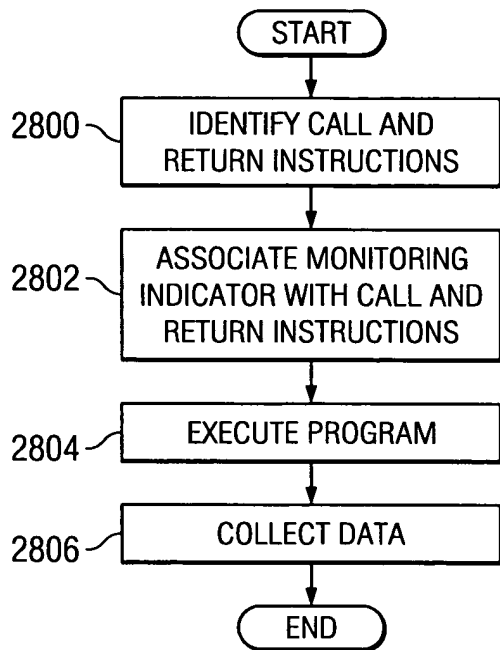 START
2800
IDENTIFY CALL AND
RETURN INSTRUCTIONS
2802
ASSOCIATE MONITORING
INDICATOR WITH CALL AND
RETURN INSTRUCTIONS
2804
EXECUTE PROGRAM
2806
COLLECT DATA
END